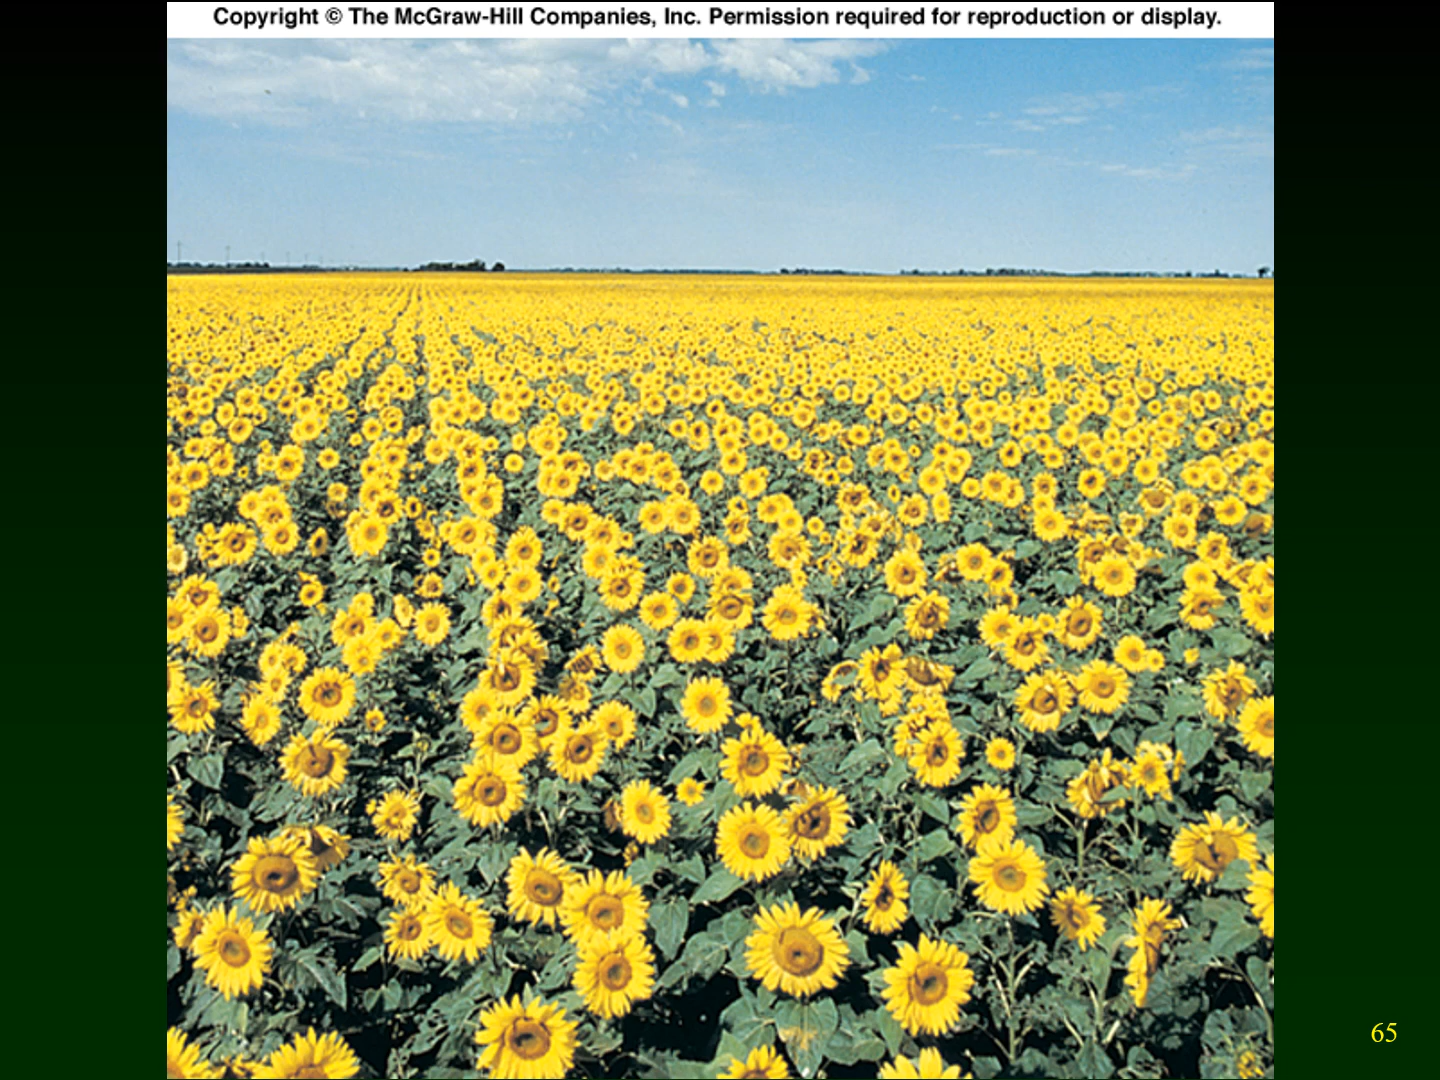 Copyright © The McGraw-Hill Companies, Inc. Permission required for reproduction or display.
65